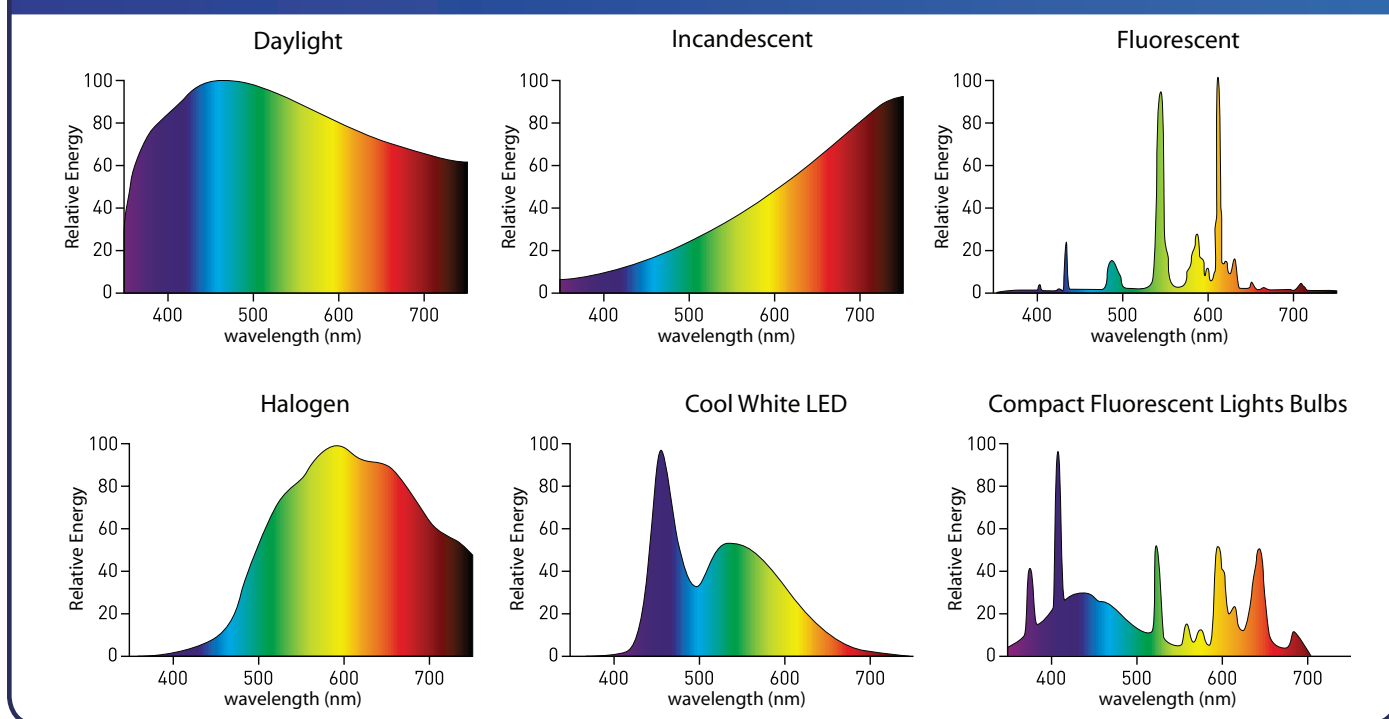 Daylight
Incandescent
Fluorescent
Relative Energy
100
80
60
40
20
0
400 500 600 700
wavelength (nm)
Relative Energy
100
80
60
40
20
0
400 500 600 700
wavelength (nm)
Relative Energy
100
80
60
40
20
0
400 500 600 700
wavelength (nm)
Halogen
Cool White LED
Compact Fluorescent Lights Bulbs
Relative Energy
100
80
60
40
20
0
400 500 600 700
wavelength (nm)
Relative Energy
100
80
60
40
20
0
400 500 600 700
wavelength (nm)
Relative Energy
100
80
60
40
20
0
400 500 600 700
wavelength (nm)